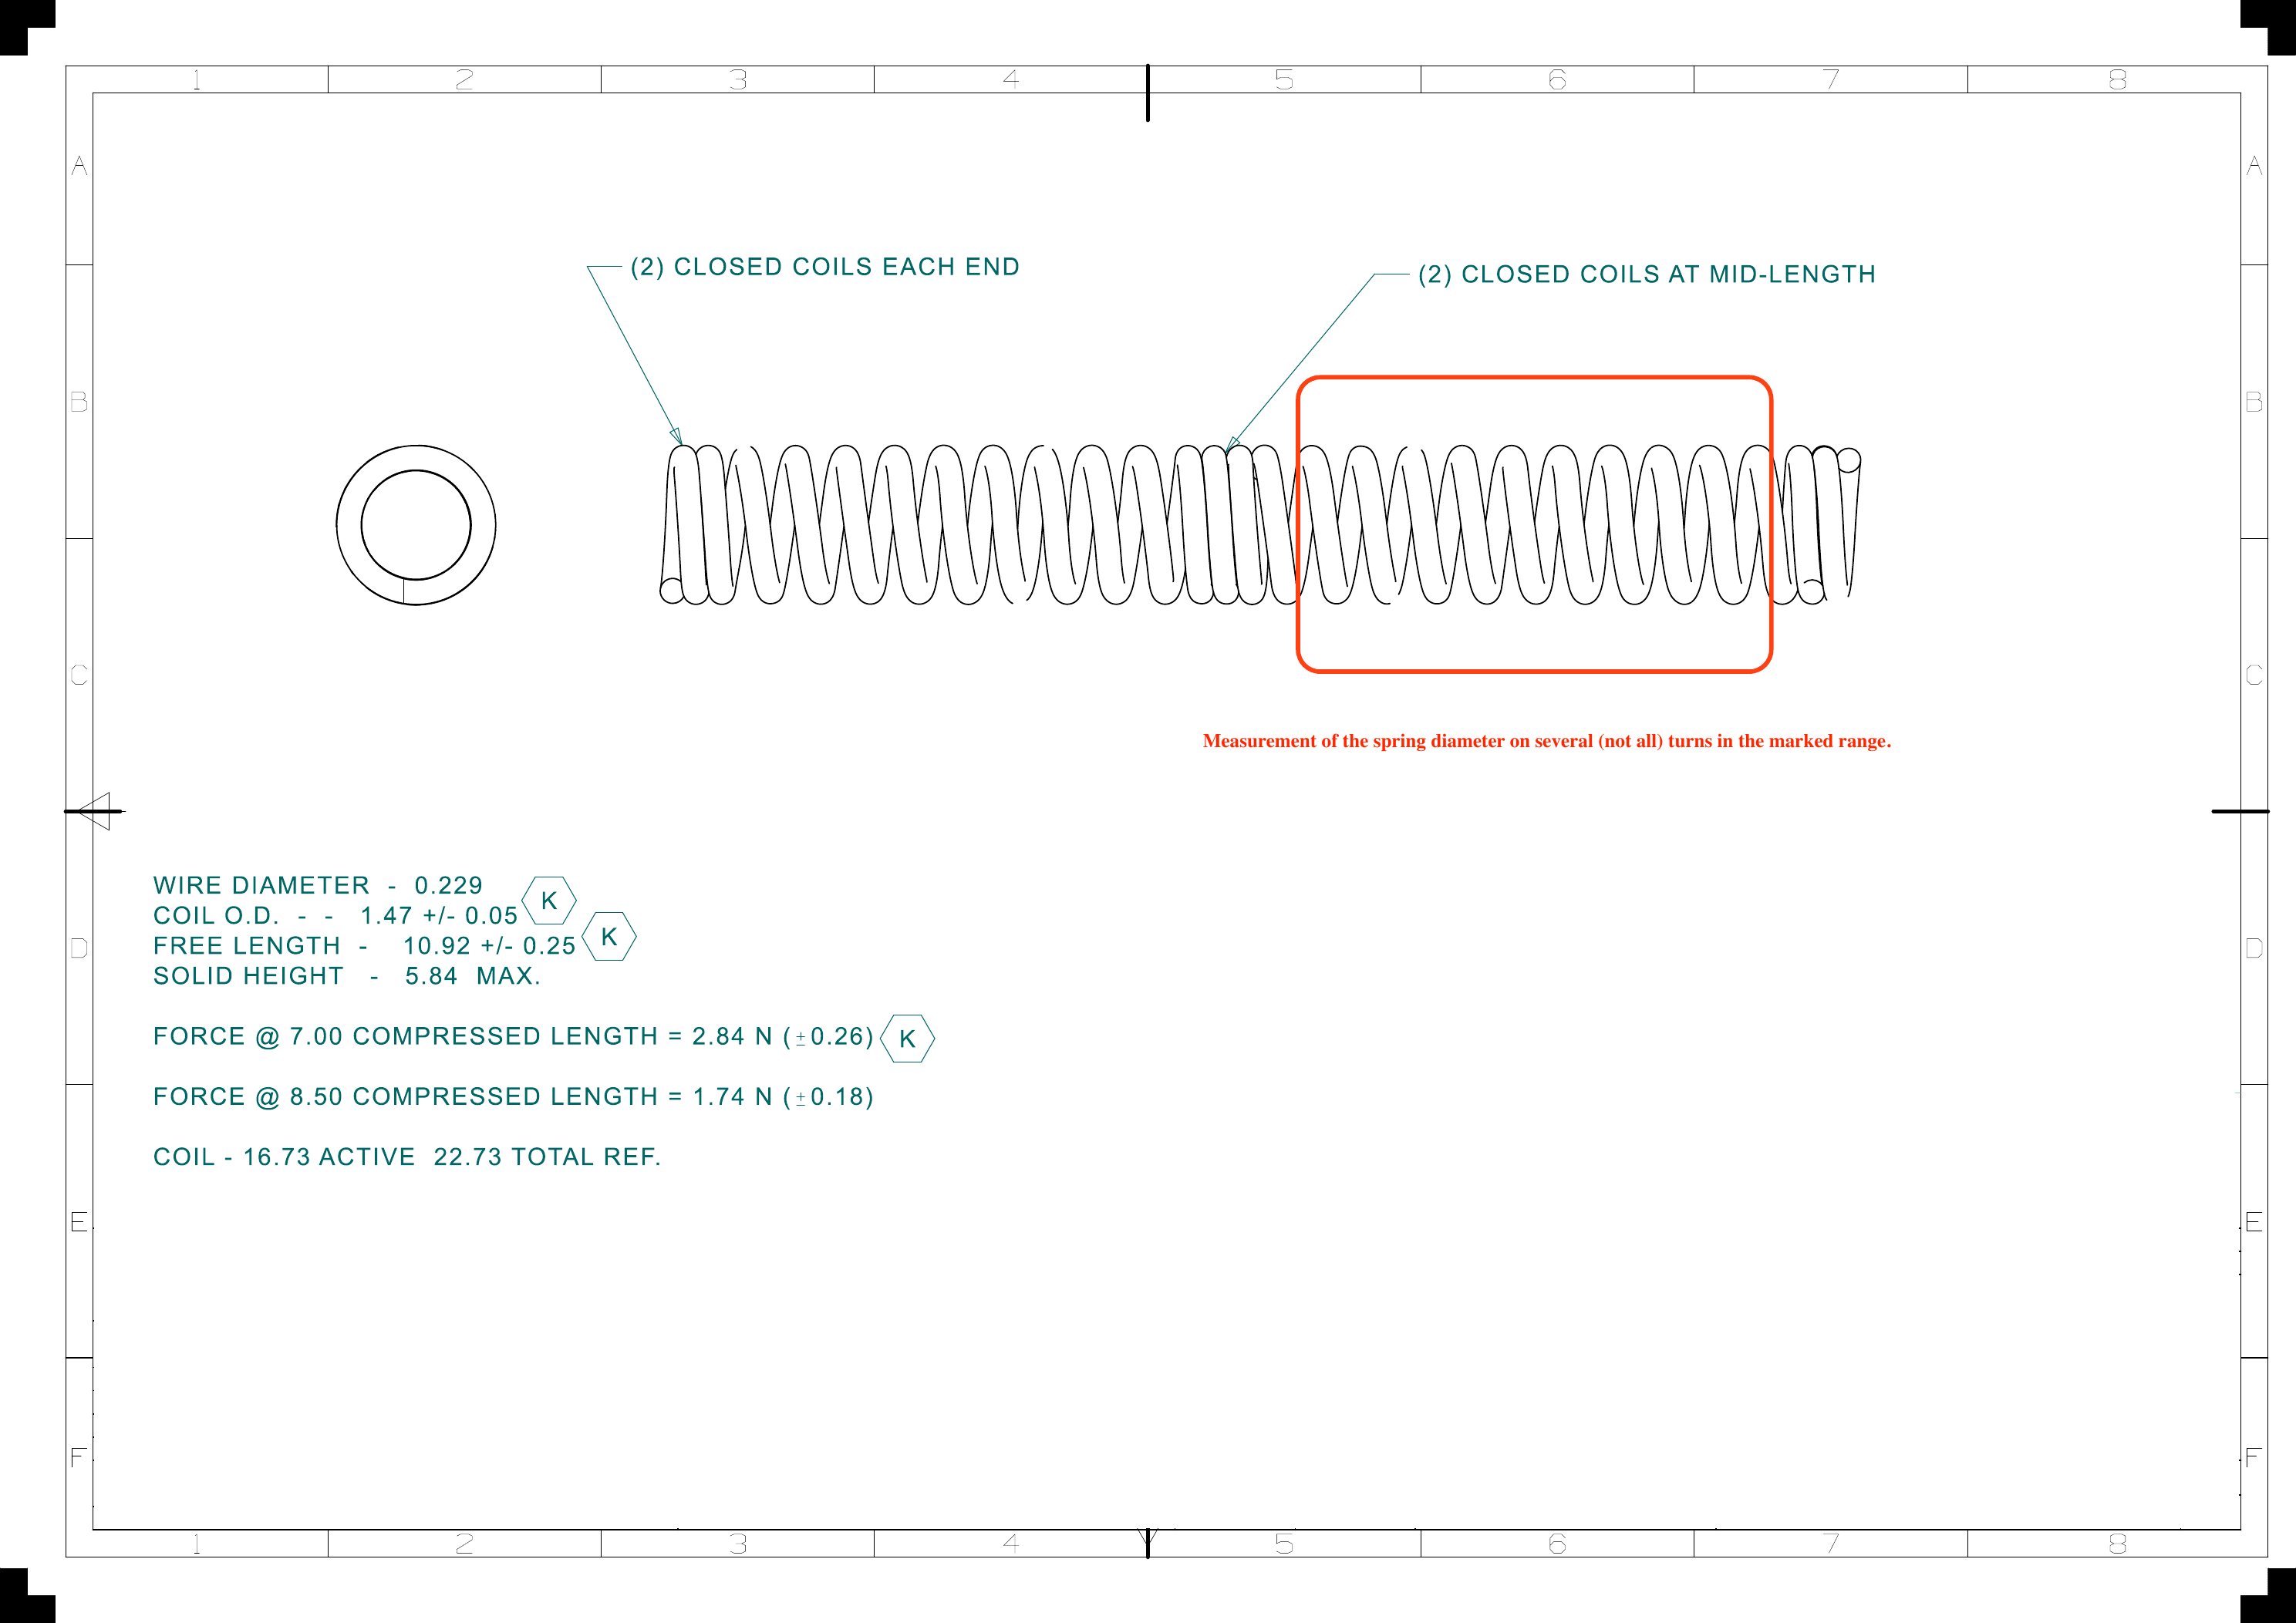 1 2 3 4 5 6 7 8
A A
(2) CLOSED COILS EACH END
(2) CLOSED COILS AT MID-LENGTH
B B
C C
Measurement of the spring diameter on several (not all) turns in the marked range.
WIRE DIAMETER - 0.229
K
COIL O.D. - - 1.47 +/- 0.05
K
FREE LENGTH - 10.92 +/- 0.25
D D
SOLID HEIGHT - 5.84 MAX.
FORCE @ 7.00 COMPRESSED LENGTH = 2.84 N (±0.26) K
FORCE @ 8.50 COMPRESSED LENGTH = 1.74 N (±0.18)
COIL - 16.73 ACTIVE 22.73 TOTAL REF.
E E
F F
1 2 3 4 5 6 7 8